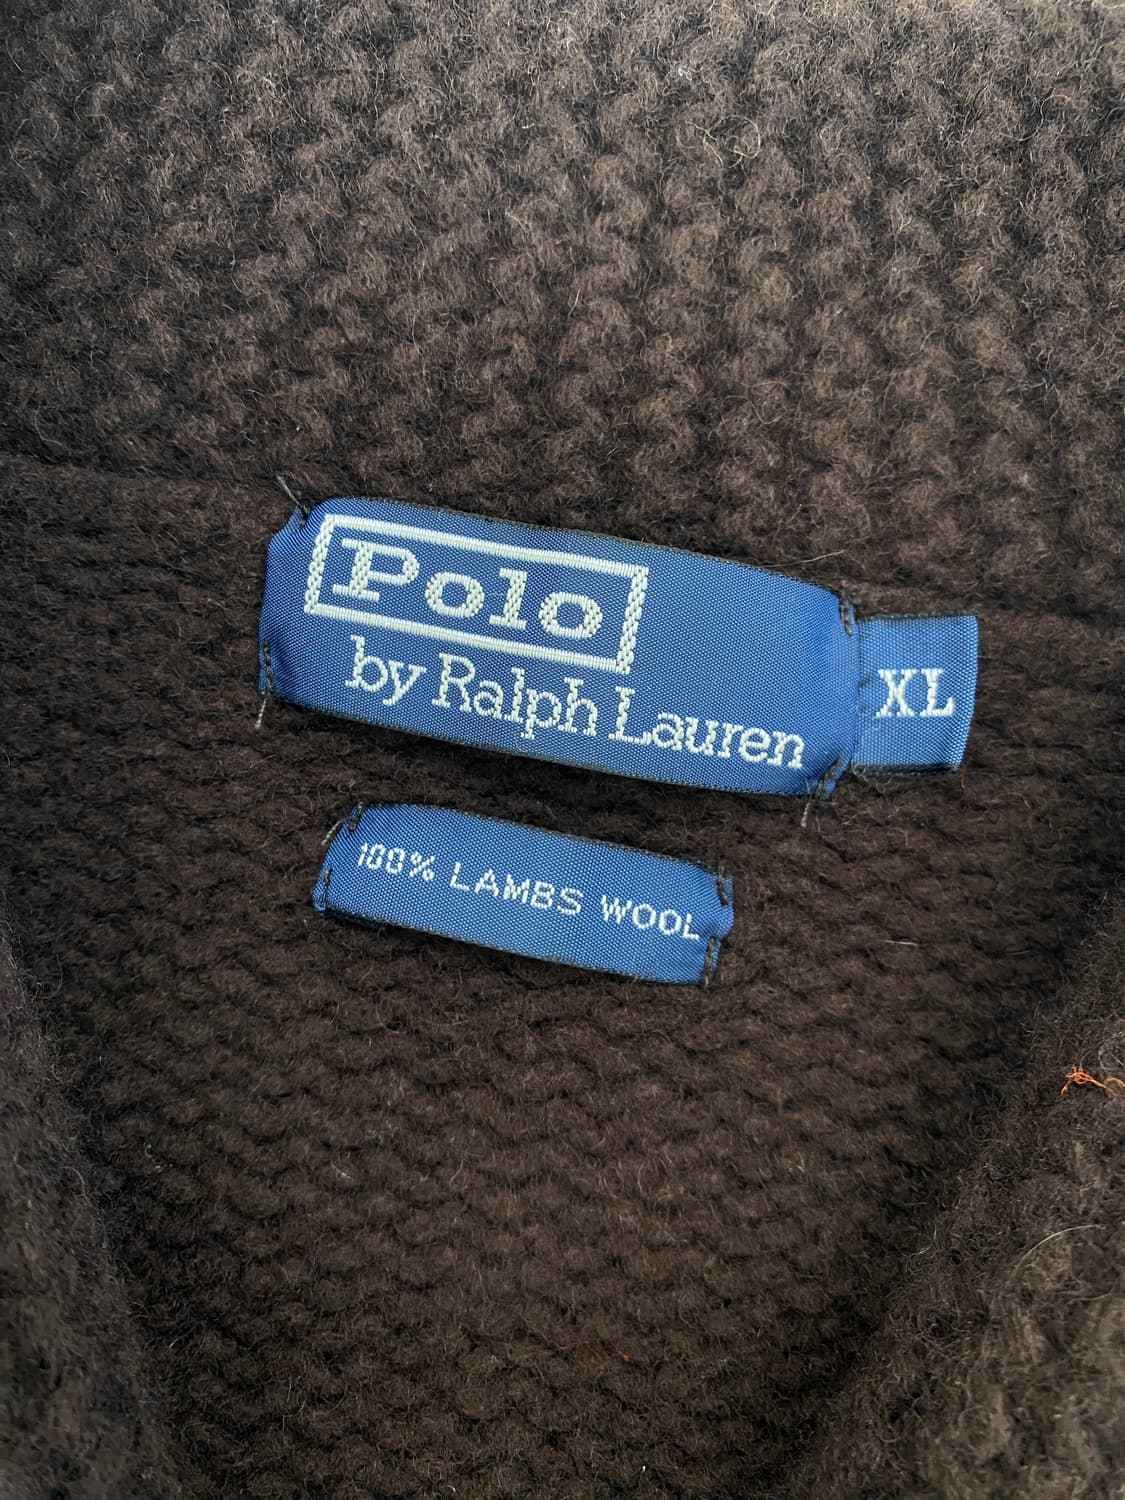 Polo
by Ralph Lauren
XL
100% LAMBS WOOL